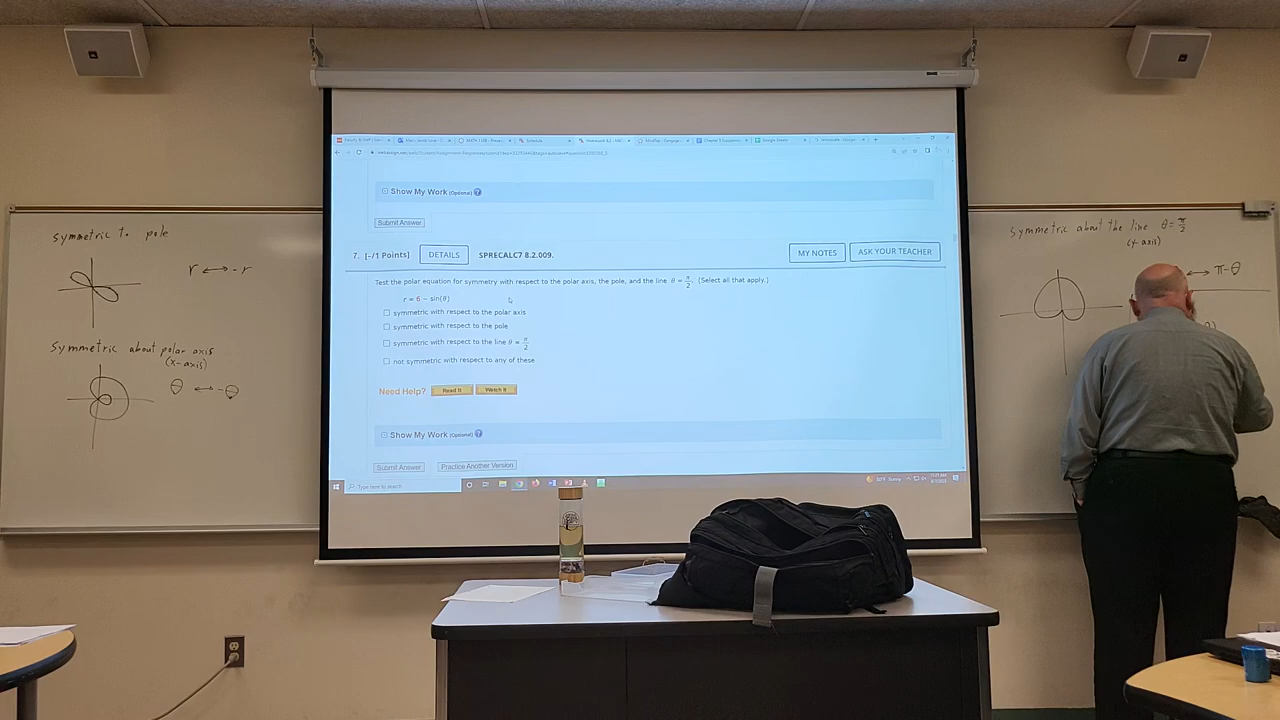 symmetric to pole
r ↔ -r
symmetric about polar axis
(x-axis)
θ ↔ -θ
Show My Work (Optional)
Submit Answer
7. [-/1 Points]
DETAILS
SPRECALC7 8.2.009.
MY NOTES
ASK YOUR TEACHER
Test the polar equation for symmetry with respect to the polar axis, the pole, and the line θ = π/2. (Select all that apply.)
r = 6 − sin(θ)
symmetric with respect to the polar axis
symmetric with respect to the pole
symmetric with respect to the line θ = π/2
not symmetric with respect to any of these
Need Help?
Read It
Watch It
Show My Work (Optional)
Submit Answer
Practice Another Version
Type here to search
Sunny
symmetric about the line θ = π/2
(y-axis)
↔ π-θ